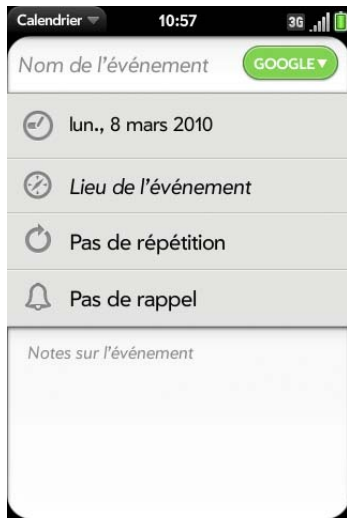 Calendrier 10:57 3G
Nom de l'événement GOOGLE
lun., 8 mars 2010
Lieu de l'événement
Pas de répétition
Pas de rappel
Notes sur l'événement